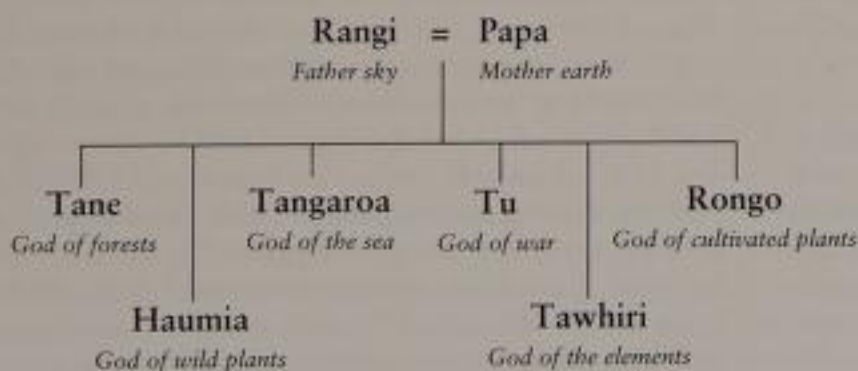 Rangi = Papa
Father sky Mother earth
Tane Tangaroa Tu Rongo
God of forests God of the sea God of war God of cultivated plants
Haumia Tawhiri
God of wild plants God of the elements